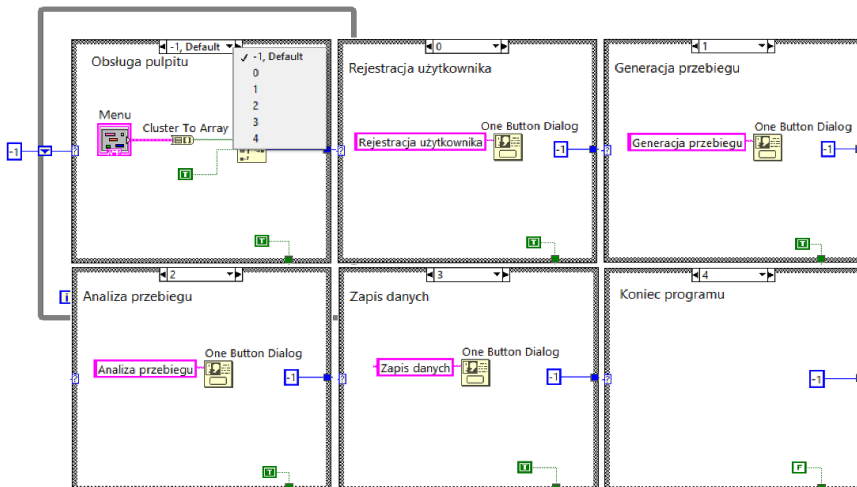 -1, Default
Obsługa pulpitu
✓ -1, Default
0
1
2
3
4
Menu
Cluster To Array
-1
T
T
i
0
Rejestracja użytkownika
One Button Dialog
Rejestracja użytkownika
-1
T
1
Generacja przebiegu
One Button Dialog
Generacja przebiegu
-1
T
2
Analiza przebiegu
One Button Dialog
Analiza przebiegu
-1
T
3
Zapis danych
One Button Dialog
Zapis danych
-1
T
4
Koniec programu
-1
F